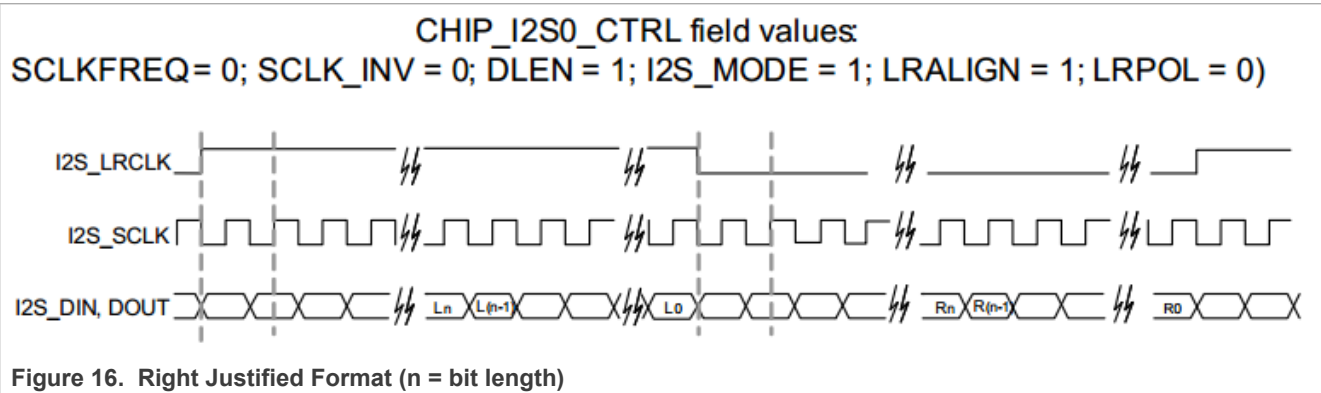 CHIP_I2S0_CTRL field values:
SCLKFREQ= 0; SCLK_INV = 0; DLEN = 1; I2S_MODE = 1; LRALIGN = 1; LRPOL = 0)
I2S_LRCLK
I2S_SCLK
I2S_DIN, DOUT Ln L(n-1) L0 Rn R(n-1) R0
Figure 16. Right Justified Format (n = bit length)